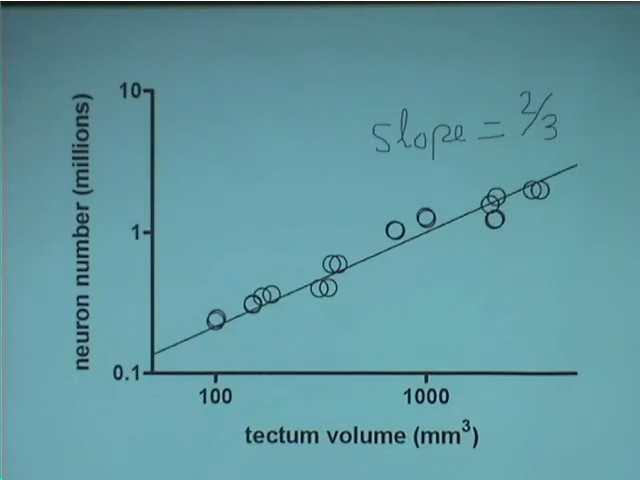 10
slope = 2/3
neuron number (millions)
1
0.1
100 1000
tectum volume (mm³)